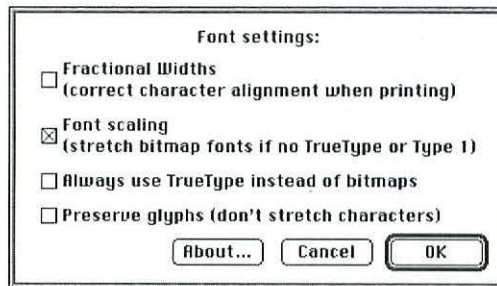 Font settings:
Fractional Widths
(correct character alignment when printing)
Font scaling
(stretch bitmap fonts if no TrueType or Type 1)
Always use TrueType instead of bitmaps
Preserve glyphs (don't stretch characters)
About... Cancel OK